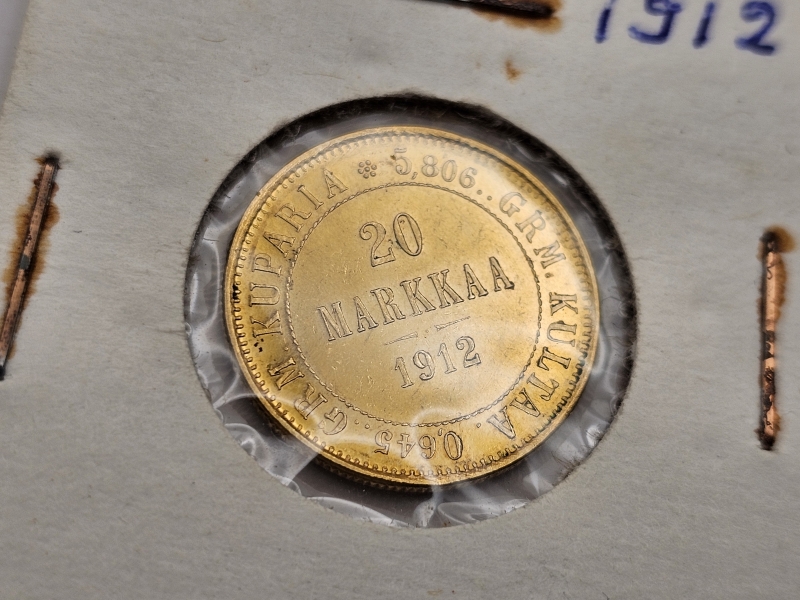 1912
5,806.. GRM. KULTAA.
0,645.. GRM KUPARIA
20
MARKKAA
1912